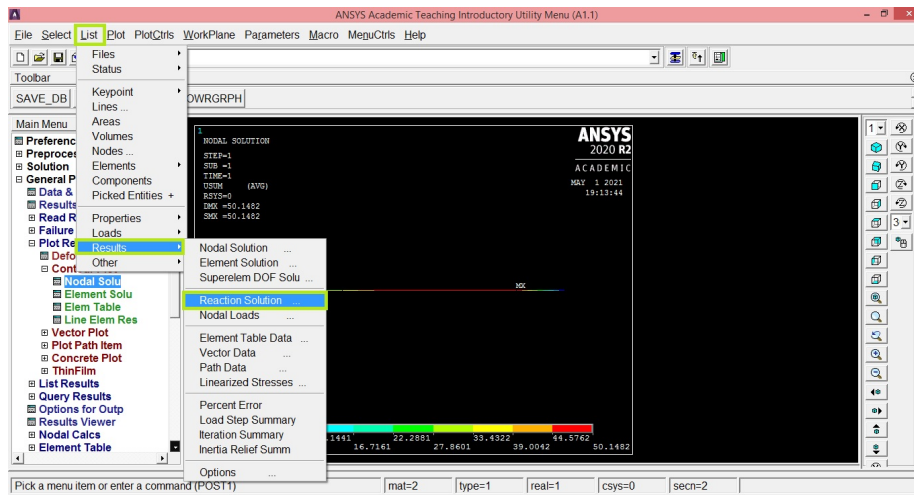 ANSYS Academic Teaching Introductory Utility Menu (A1.1)
File Select List Plot PlotCtrls WorkPlane Parameters Macro MenuCtrls Help
Toolbar
SAVE_DB
OWRGRPH
Main Menu
Preferenc
Preproces
Solution
General P
Data &
Results
Read R
Failure
Plot Re
Defo
Cont
Nodal Solu
Element Solu
Elem Table
Line Elem Res
Vector Plot
Plot Path Item
Concrete Plot
ThinFilm
List Results
Query Results
Options for Outp
Results Viewer
Nodal Calcs
Element Table
Files
Status
Keypoint
Lines ...
Areas
Volumes
Nodes ...
Elements
Components
Picked Entities +
Properties
Loads
Results
Other
Nodal Solution ...
Element Solution ...
Superelem DOF Solu ...
Reaction Solution ...
Nodal Loads ...
Element Table Data ...
Vector Data ...
Path Data ...
Linearized Stresses ...
Percent Error
Load Step Summary
Iteration Summary
Inertia Relief Summ
Options ...
1
NODAL SOLUTION
STEP=1
SUB =1
TIME=1
USUM (AVG)
RSYS=0
DMX =50.1482
SMX =50.1482
ANSYS
2020 R2
ACADEMIC
MAY 1 2021
19:13:44
MX
.1441 22.2881 33.4322 44.5762
16.7161 27.8601 39.0042 50.1482
1
3
Pick a menu item or enter a command (POST1)
mat=2
type=1
real=1
csys=0
secn=2